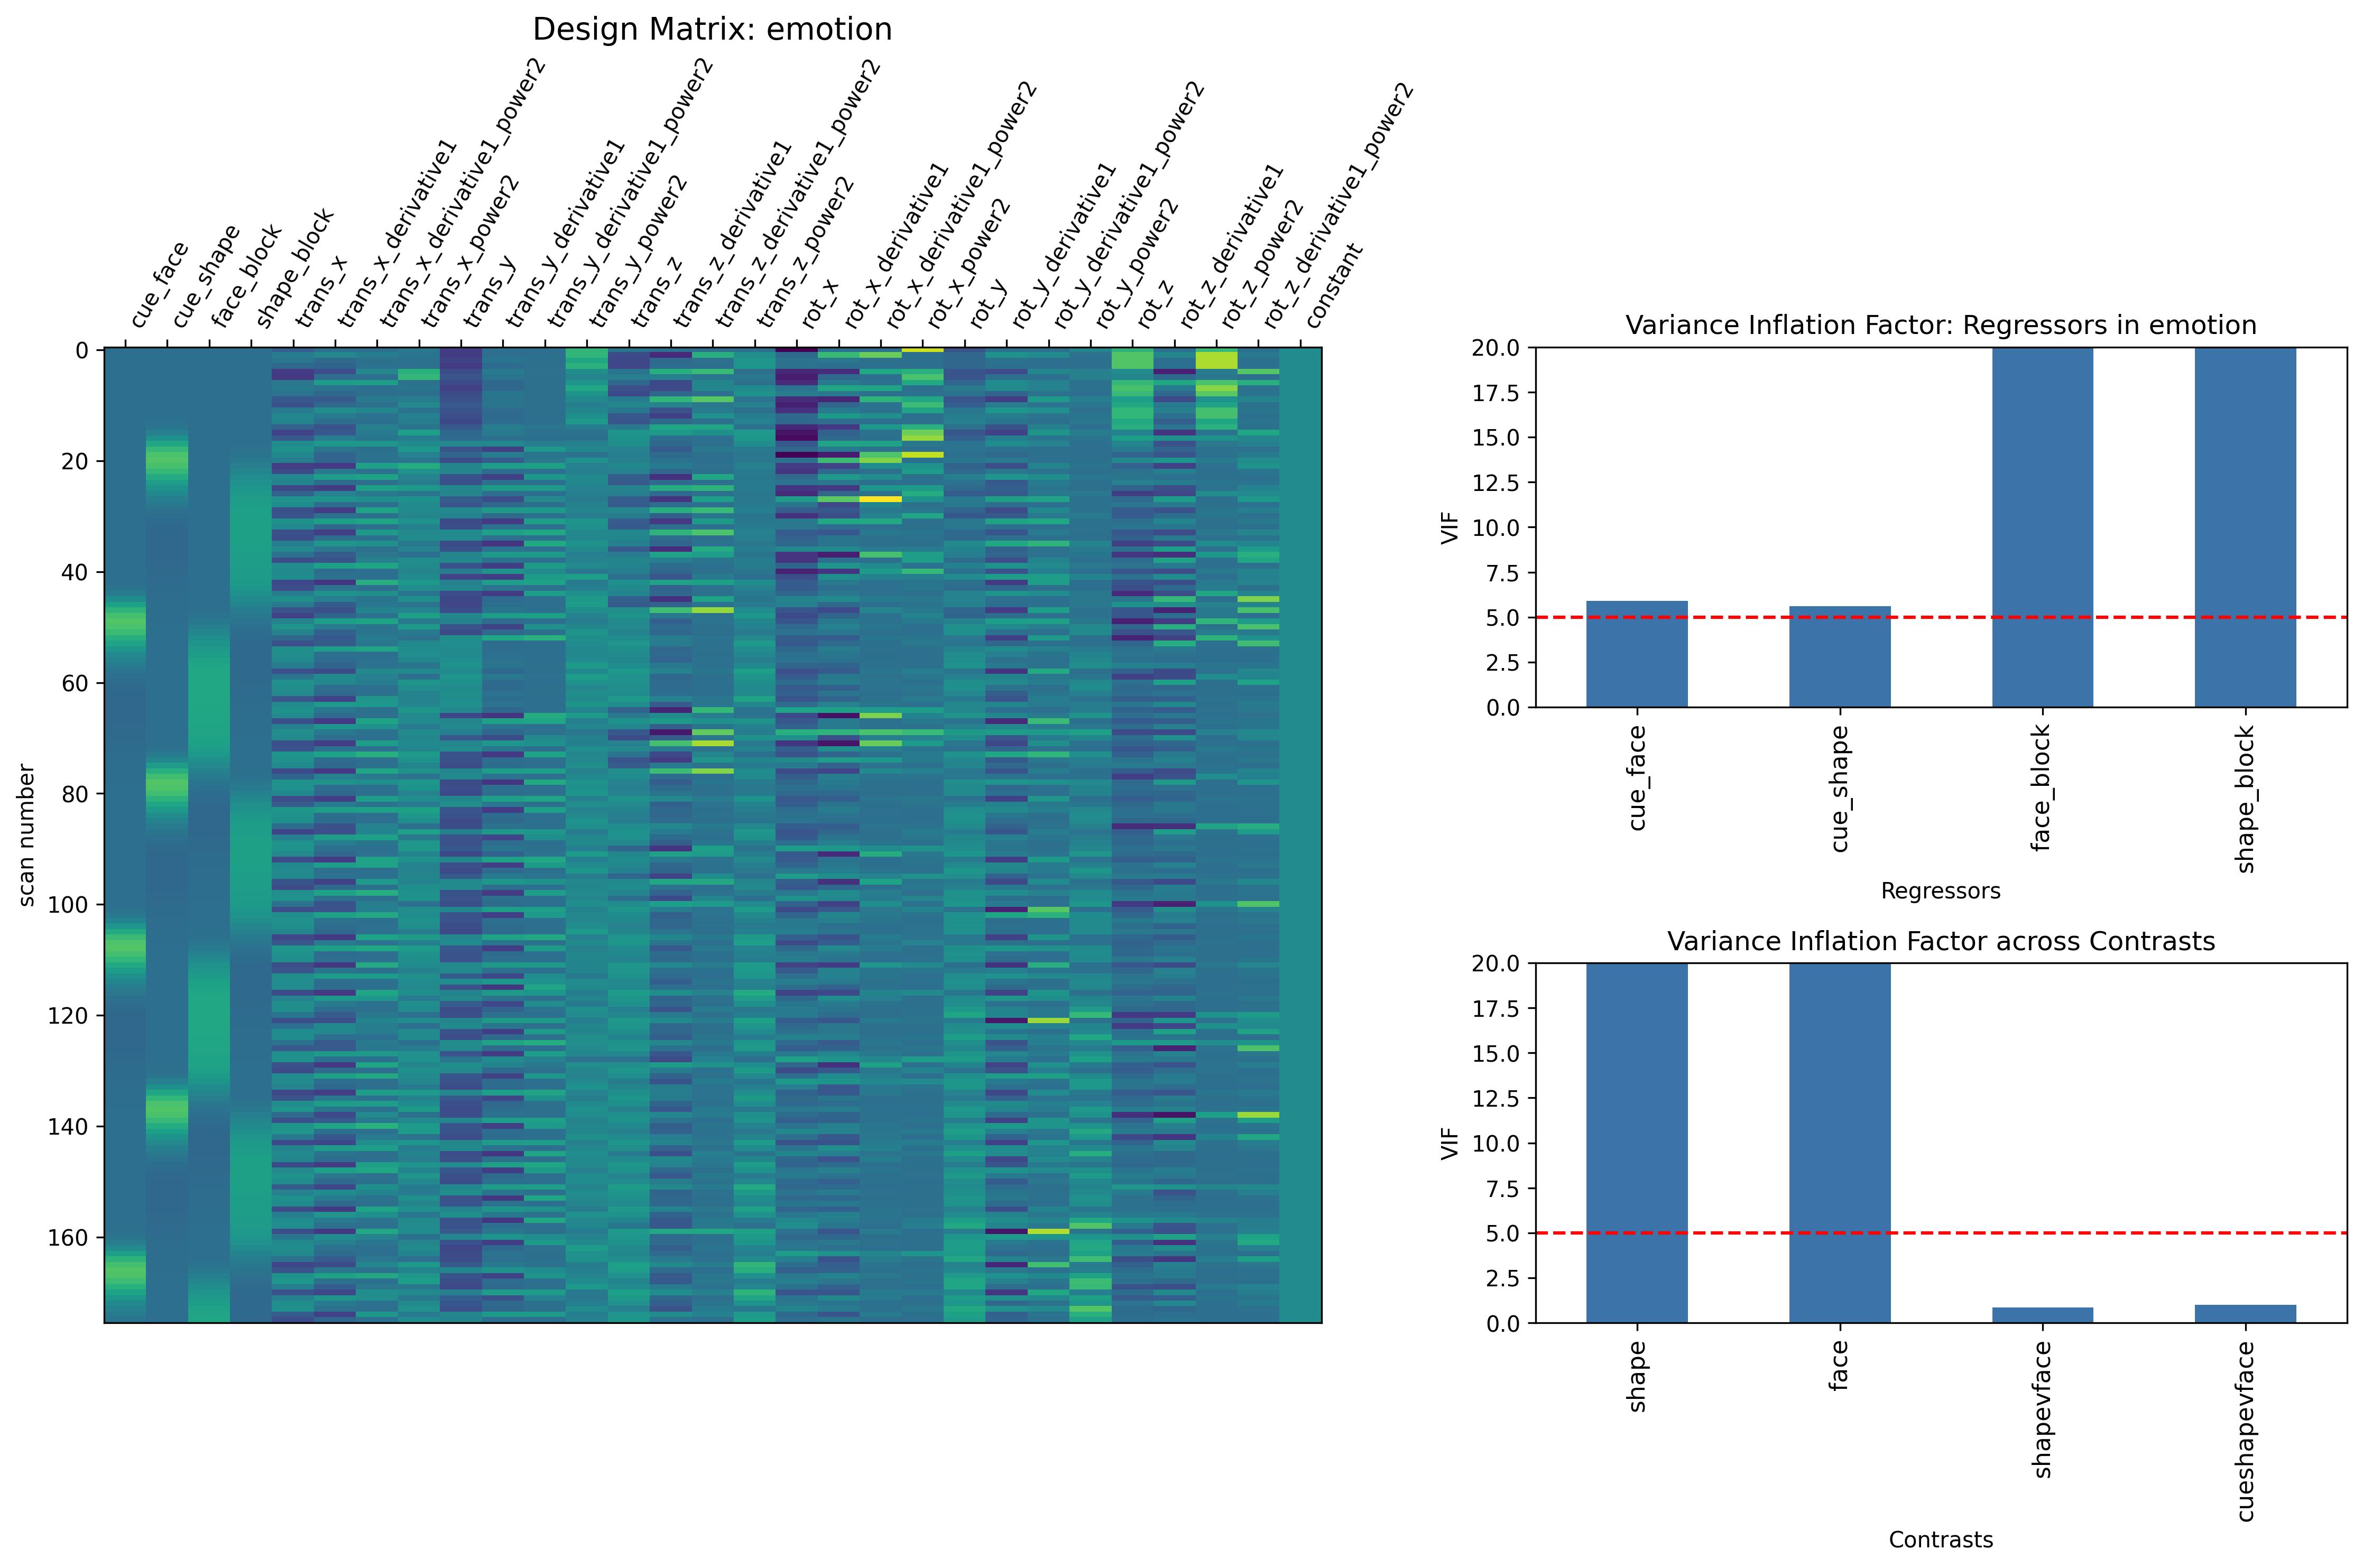 Design Matrix: emotion
cue_face
cue_shape
face_block
shape_block
trans_x
trans_x_derivative1
trans_x_derivative1_power2
trans_x_power2
trans_y
trans_y_derivative1
trans_y_derivative1_power2
trans_y_power2
trans_z
trans_z_derivative1
trans_z_derivative1_power2
trans_z_power2
rot_x
rot_x_derivative1
rot_x_derivative1_power2
rot_x_power2
rot_y
rot_y_derivative1
rot_y_derivative1_power2
rot_y_power2
rot_z
rot_z_derivative1
rot_z_power2
rot_z_derivative1_power2
constant
0
20
40
60
80
100
120
140
160
scan number
Variance Inflation Factor: Regressors in emotion
20.0
17.5
15.0
12.5
10.0
7.5
5.0
2.5
0.0
VIF
cue_face
cue_shape
face_block
shape_block
Regressors
Variance Inflation Factor across Contrasts
20.0
17.5
15.0
12.5
10.0
7.5
5.0
2.5
0.0
VIF
shape
face
shapevface
cueshapevface
Contrasts